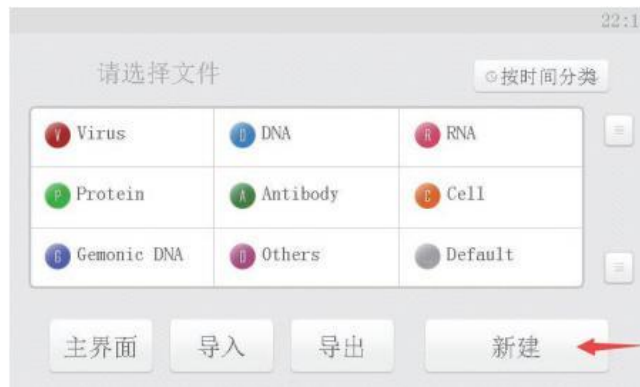 22:1
请选择文件 按时间分类
V Virus D DNA R RNA
P Protein A Antibody C Cell
G Gemonic DNA O Others Default
主界面 导入 导出 新建